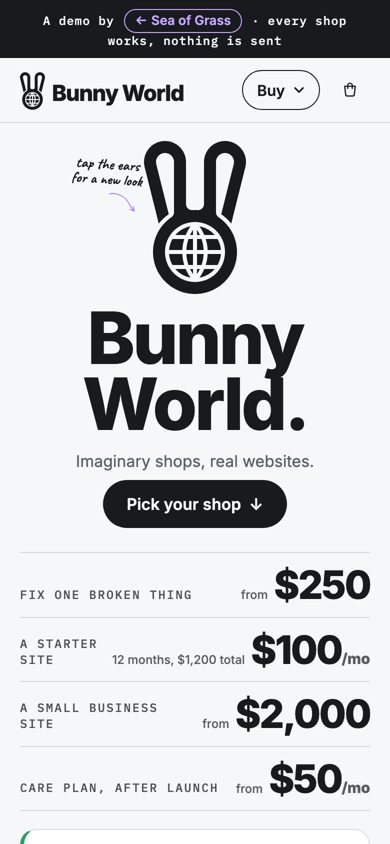 A demo by ← Sea of Grass · every shop
works, nothing is sent
Bunny World
Buy
tap the ears
for a new look
Bunny
World.
Imaginary shops, real websites.
Pick your shop ↓
FIX ONE BROKEN THING from $250
A STARTER
SITE 12 months, $1,200 total $100/mo
A SMALL BUSINESS
SITE from $2,000
CARE PLAN, AFTER LAUNCH from $50/mo